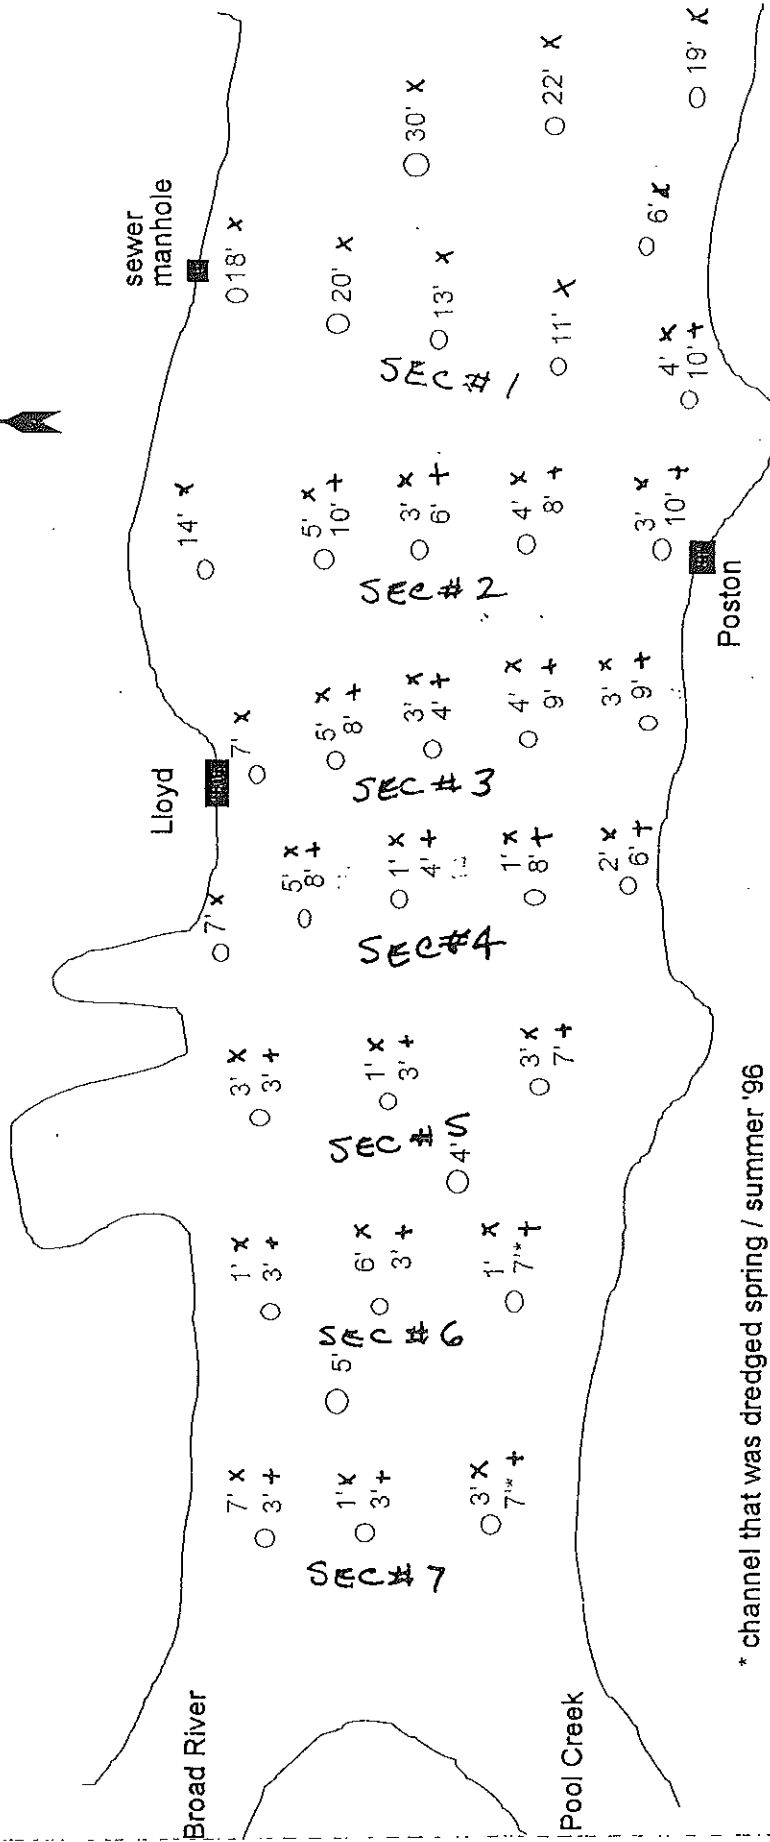 sewer
manhole
18' x
20' x
30' x
13' x
22' x
11' x
6' x
19' x
4' x
10' +
SEC # 1
14' x
5' x
10' +
3' x
6' +
4' x
8' +
3' x
10' +
SEC # 2
Poston
Lloyd
7' x
5' x
8' +
3' x
4' +
4' x
9' +
3' x
9' +
SEC # 3
7' x
5' x
8' +
1' x
4' +
1' x
8' +
2' x
6' +
SEC #4
3' x
3' +
1' x
3' +
3' x
7' +
SEC # 5
4'
1' x
3' +
6' x
3' +
1' x
7'* +
SEC # 6
5'
7' x
3' +
1' x
3' +
3' x
7'* +
SEC # 7
Broad River
Pool Creek
* channel that was dredged spring / summer '96